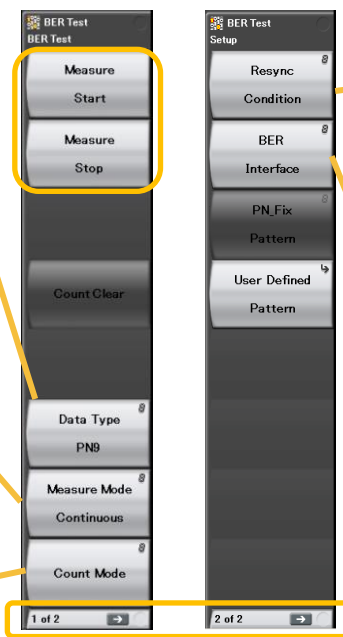 BER Test
BER Test
Measure
Start
Measure
Stop
Count Clear
Data Type
PN9
Measure Mode
Continuous
Count Mode
1 of 2
BER Test
Setup
Resync
Condition
BER
Interface
PN_Fix
Pattern
User Defined
Pattern
2 of 2